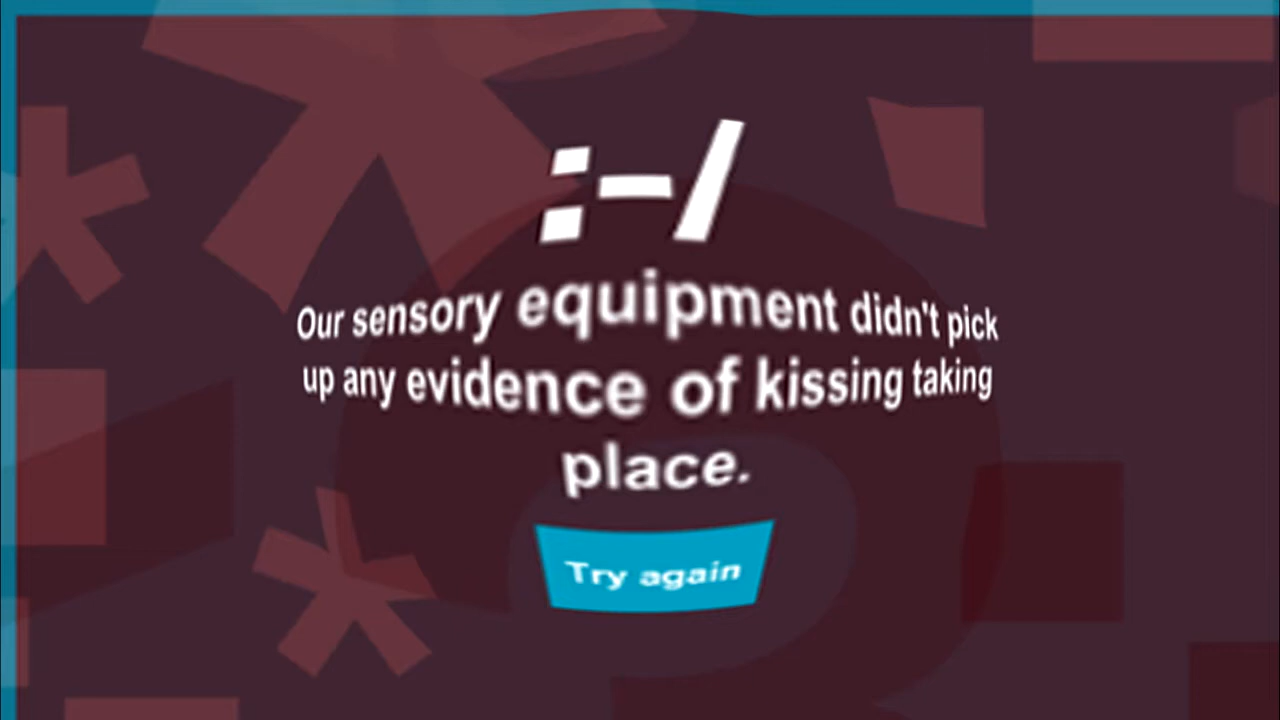 :-/
Our sensory equipment didn't pick
up any evidence of kissing taking
place.
Try again